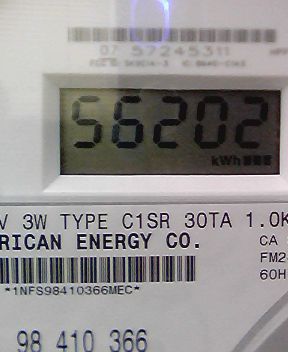 07 57245311
56202
kWh
V 3W TYPE C1SR 30TA 1.0K
RICAN ENERGY CO.
CA
FM2
60H
*1NFS98410366MEC*
98 410 366